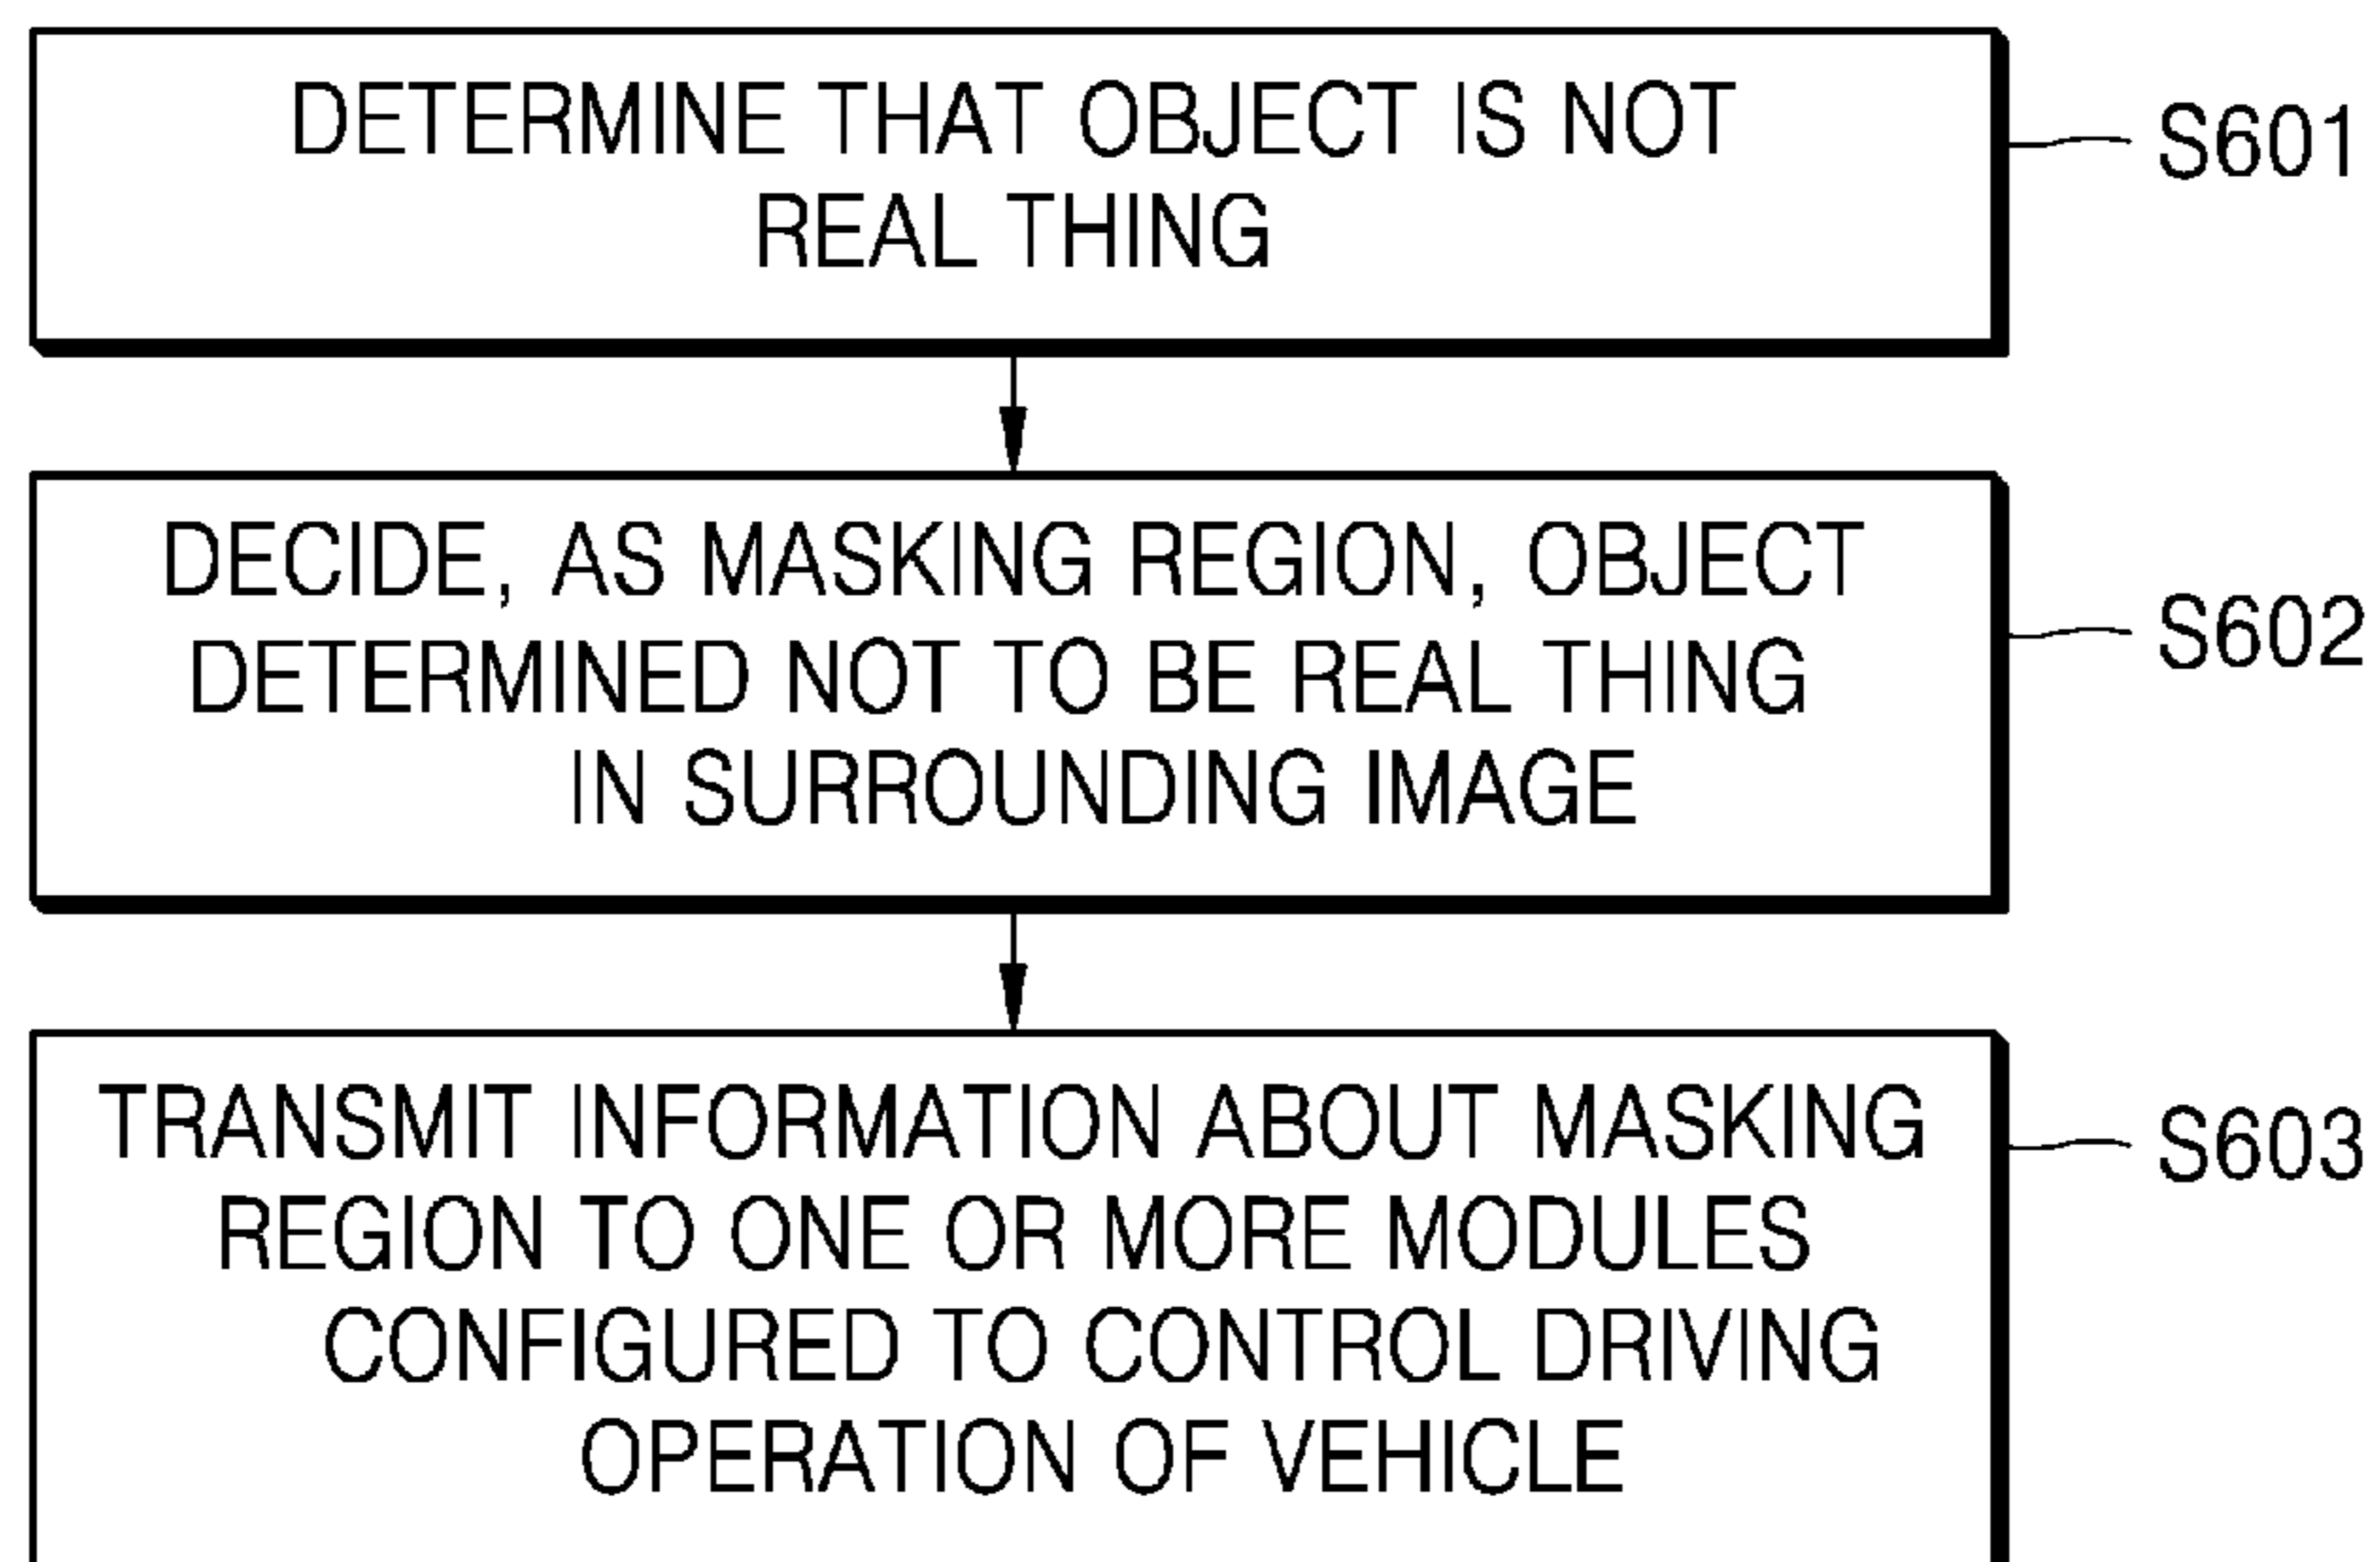 DETERMINE THAT OBJECT IS NOT
REAL THING
S601
DECIDE, AS MASKING REGION, OBJECT
DETERMINED NOT TO BE REAL THING
IN SURROUNDING IMAGE
S602
TRANSMIT INFORMATION ABOUT MASKING
REGION TO ONE OR MORE MODULES
CONFIGURED TO CONTROL DRIVING
OPERATION OF VEHICLE
S603